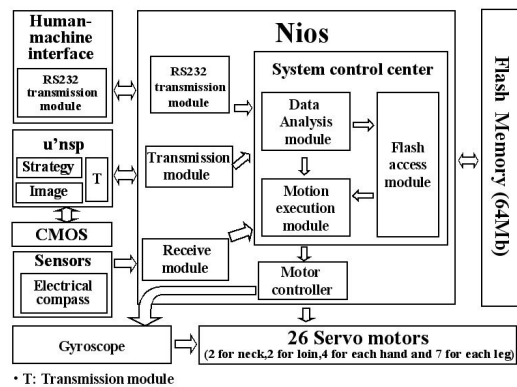 Human-
machine
interface
RS232
transmission
module
u'nsp
Strategy
Image
T
CMOS
Sensors
Electrical
compass
Nios
RS232
transmission
module
Transmission
module
Receive
module
System control center
Data
Analysis
module
Motion
execution
module
Flash
access
module
Motor
controller
Flash Memory (64Mb)
Gyroscope
26 Servo motors
(2 for neck,2 for loin,4 for each hand and 7 for each leg)
・T: Transmission module